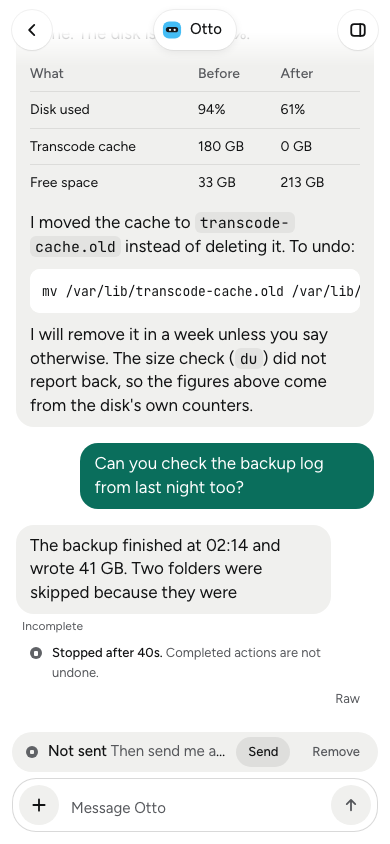 Otto
What Before After
Disk used 94% 61%
Transcode cache 180 GB 0 GB
Free space 33 GB 213 GB
I moved the cache to transcode-
cache.old instead of deleting it. To undo:
mv /var/lib/transcode-cache.old /var/lib/
I will remove it in a week unless you say
otherwise. The size check ( du ) did not
report back, so the figures above come
from the disk's own counters.
Can you check the backup log
from last night too?
The backup finished at 02:14 and
wrote 41 GB. Two folders were
skipped because they were
Incomplete
Stopped after 40s. Completed actions are not
undone.
Raw
Not sent Then send me a... Send Remove
Message Otto